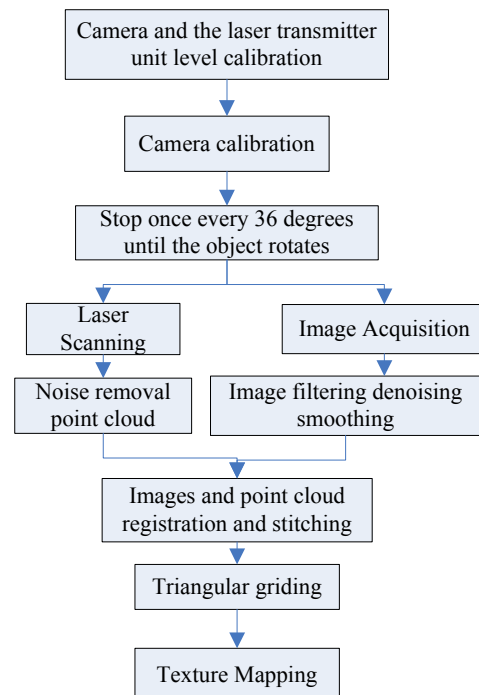 Camera and the laser transmitter
unit level calibration
Camera calibration
Stop once every 36 degrees
until the object rotates
Laser
Scanning
Image Acquisition
Noise removal
point cloud
Image filtering denoising
smoothing
Images and point cloud
registration and stitching
Triangular griding
Texture Mapping